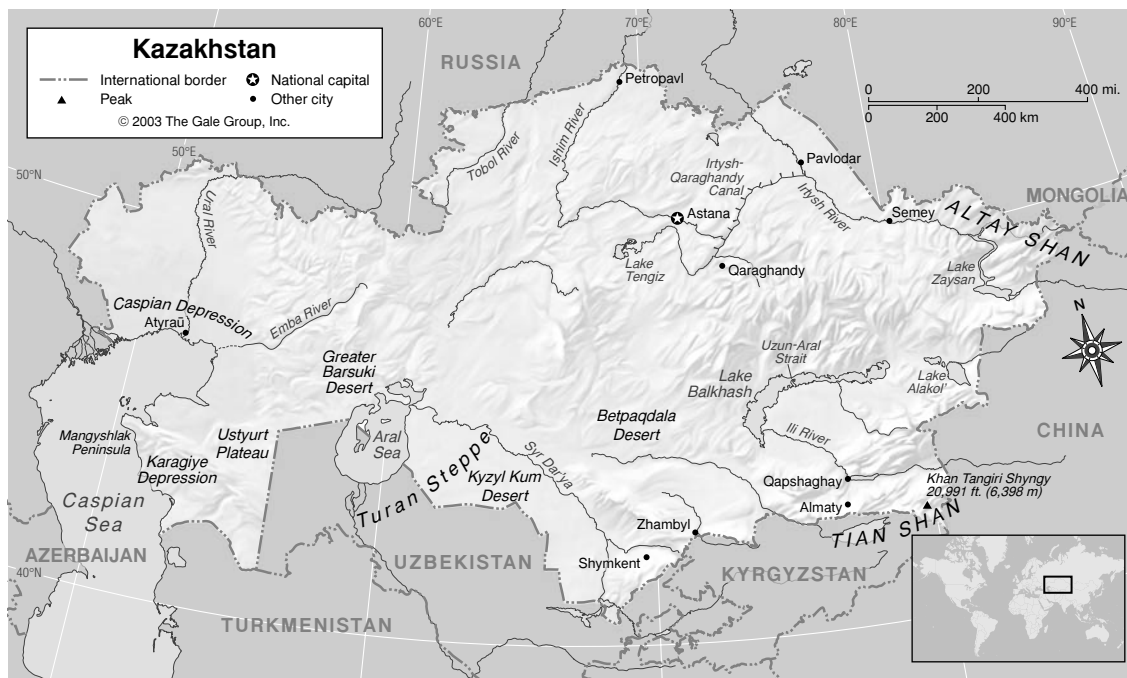 Kazakhstan
International border
National capital
Peak
Other city
© 2003 The Gale Group, Inc.
60°E
70°E
80°E
90°E
RUSSIA
Petropavl
0 200 400 mi.
0 200 400 km
50°N
50°E
Ural River
Tobol River
Ishim River
Irtysh-
Qaraghandy
Canal
Pavlodar
50°N
MONGOLIA
Irtysh River
Astana
Semey
ALTAY SHAN
Lake
Tengiz
Qaraghandy
Lake
Zaysan
Caspian Depression
Atyraū
Emba River
N
Greater
Barsuki
Desert
Uzun-Aral
Strait
Lake
Balkhash
Lake
Alakol'
Mangyshlak
Peninsula
Ustyurt
Plateau
Aral
Sea
Betpaqdala
Desert
Ili River
CHINA
Karagiye
Depression
Turan Steppe
Syr Dar'ya
Kyzyl Kum
Desert
Qapshaghay
Khan Tangiri Shyngy
20,991 ft. (6,398 m)
Caspian
Sea
Almaty
TIAN SHAN
Zhambyl
AZERBAIJAN
UZBEKISTAN
Shymkent
KYRGYZSTAN
40°N
TURKMENISTAN
70°E
80°E
40°N